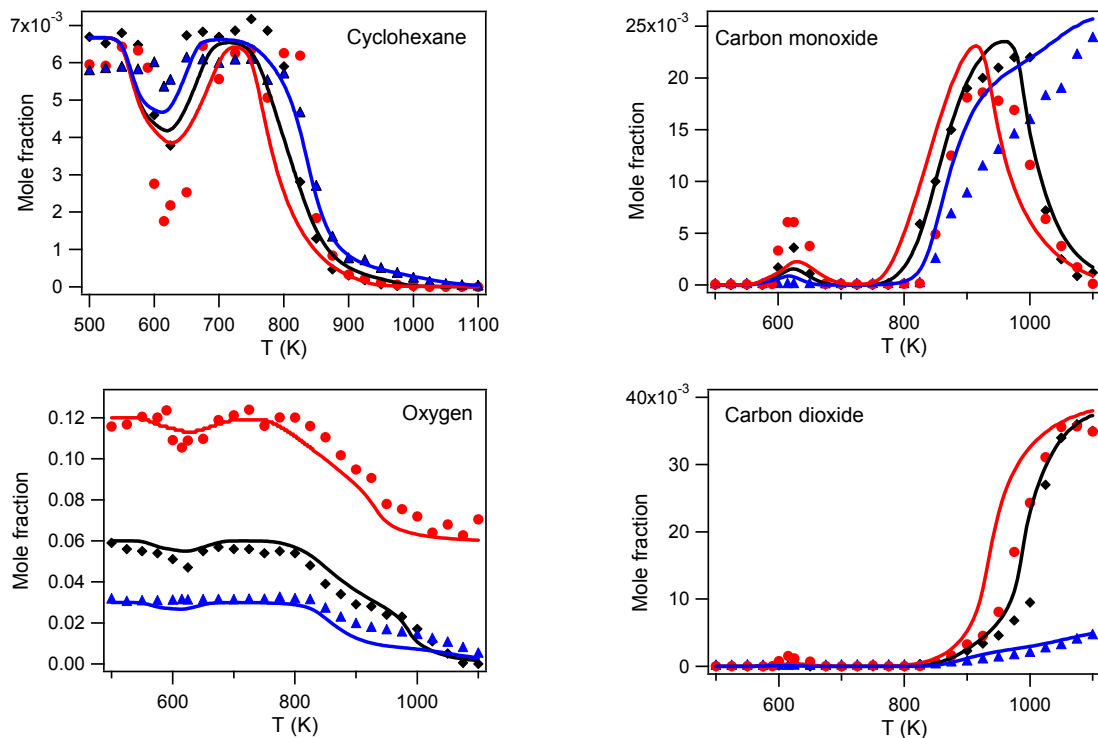 7x10-3
6
5
4
3
2
1
0
Mole fraction
Cyclohexane
500 600 700 800 900 1000 1100
T (K)
25x10-3
20
15
10
5
0
Mole fraction
Carbon monoxide
600 800 1000
T (K)
0.12
0.10
0.08
0.06
0.04
0.02
0.00
Mole fraction
Oxygen
600 800 1000
T (K)
40x10-3
30
20
10
0
Mole fraction
Carbon dioxide
600 800 1000
T (K)